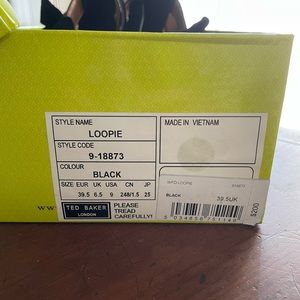 STYLE NAME
LOOPIE
STYLE CODE
9-18873
COLOUR
BLACK
SIZE EUR UK USA CN JP
39.5 6.5 9 248/1.5 25
TED BAKER
LONDON
PLEASE
TREAD
CAREFULLY!
MADE IN VIETNAM
BLACK
39.5UK
$200
www